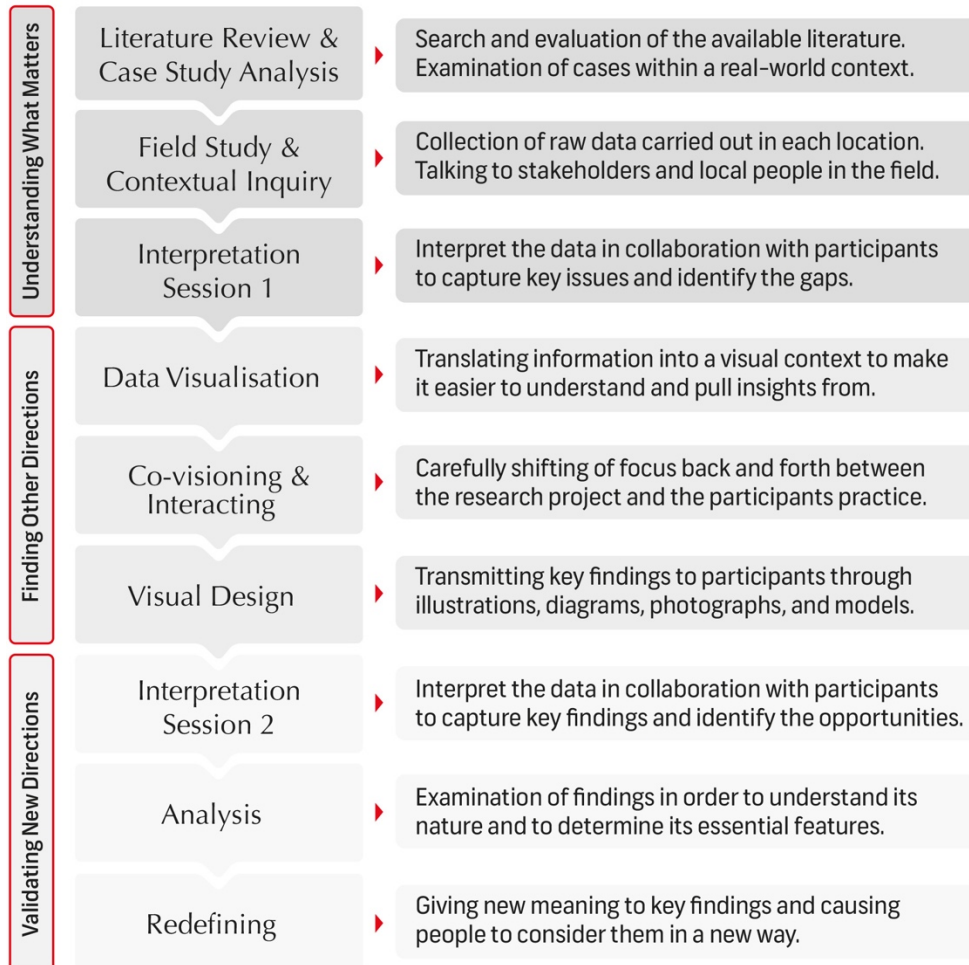 Understanding What Matters
Literature Review &
Case Study Analysis
Search and evaluation of the available literature.
Examination of cases within a real-world context.
Field Study &
Contextual Inquiry
Collection of raw data carried out in each location.
Talking to stakeholders and local people in the field.
Interpretation
Session 1
Interpret the data in collaboration with participants
to capture key issues and identify the gaps.
Finding Other Directions
Data Visualisation
Translating information into a visual context to make
it easier to understand and pull insights from.
Co-visioning &
Interacting
Carefully shifting of focus back and forth between
the research project and the participants practice.
Visual Design
Transmitting key findings to participants through
illustrations, diagrams, photographs, and models.
Validating New Directions
Interpretation
Session 2
Interpret the data in collaboration with participants
to capture key findings and identify the opportunities.
Analysis
Examination of findings in order to understand its
nature and to determine its essential features.
Redefining
Giving new meaning to key findings and causing
people to consider them in a new way.